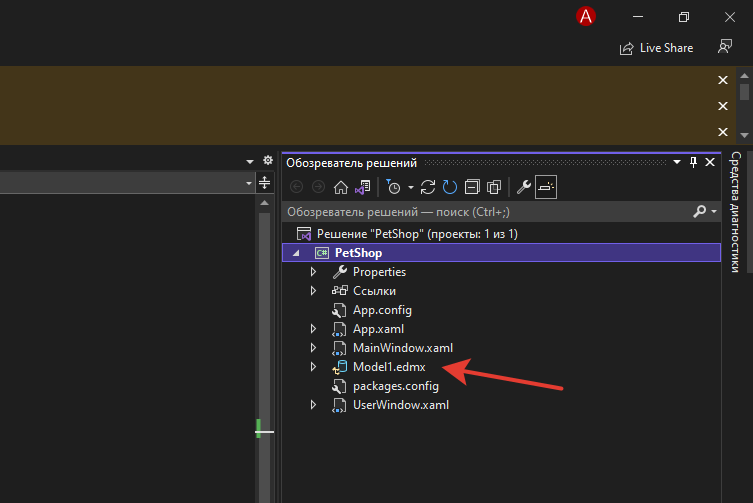 A
Live Share
Обозреватель решений
Обозреватель решений — поиск (Ctrl+;)
Решение "PetShop" (проекты: 1 из 1)
C# PetShop
Properties
Ссылки
App.config
App.xaml
MainWindow.xaml
Model1.edmx
packages.config
UserWindow.xaml
Средства диагностики